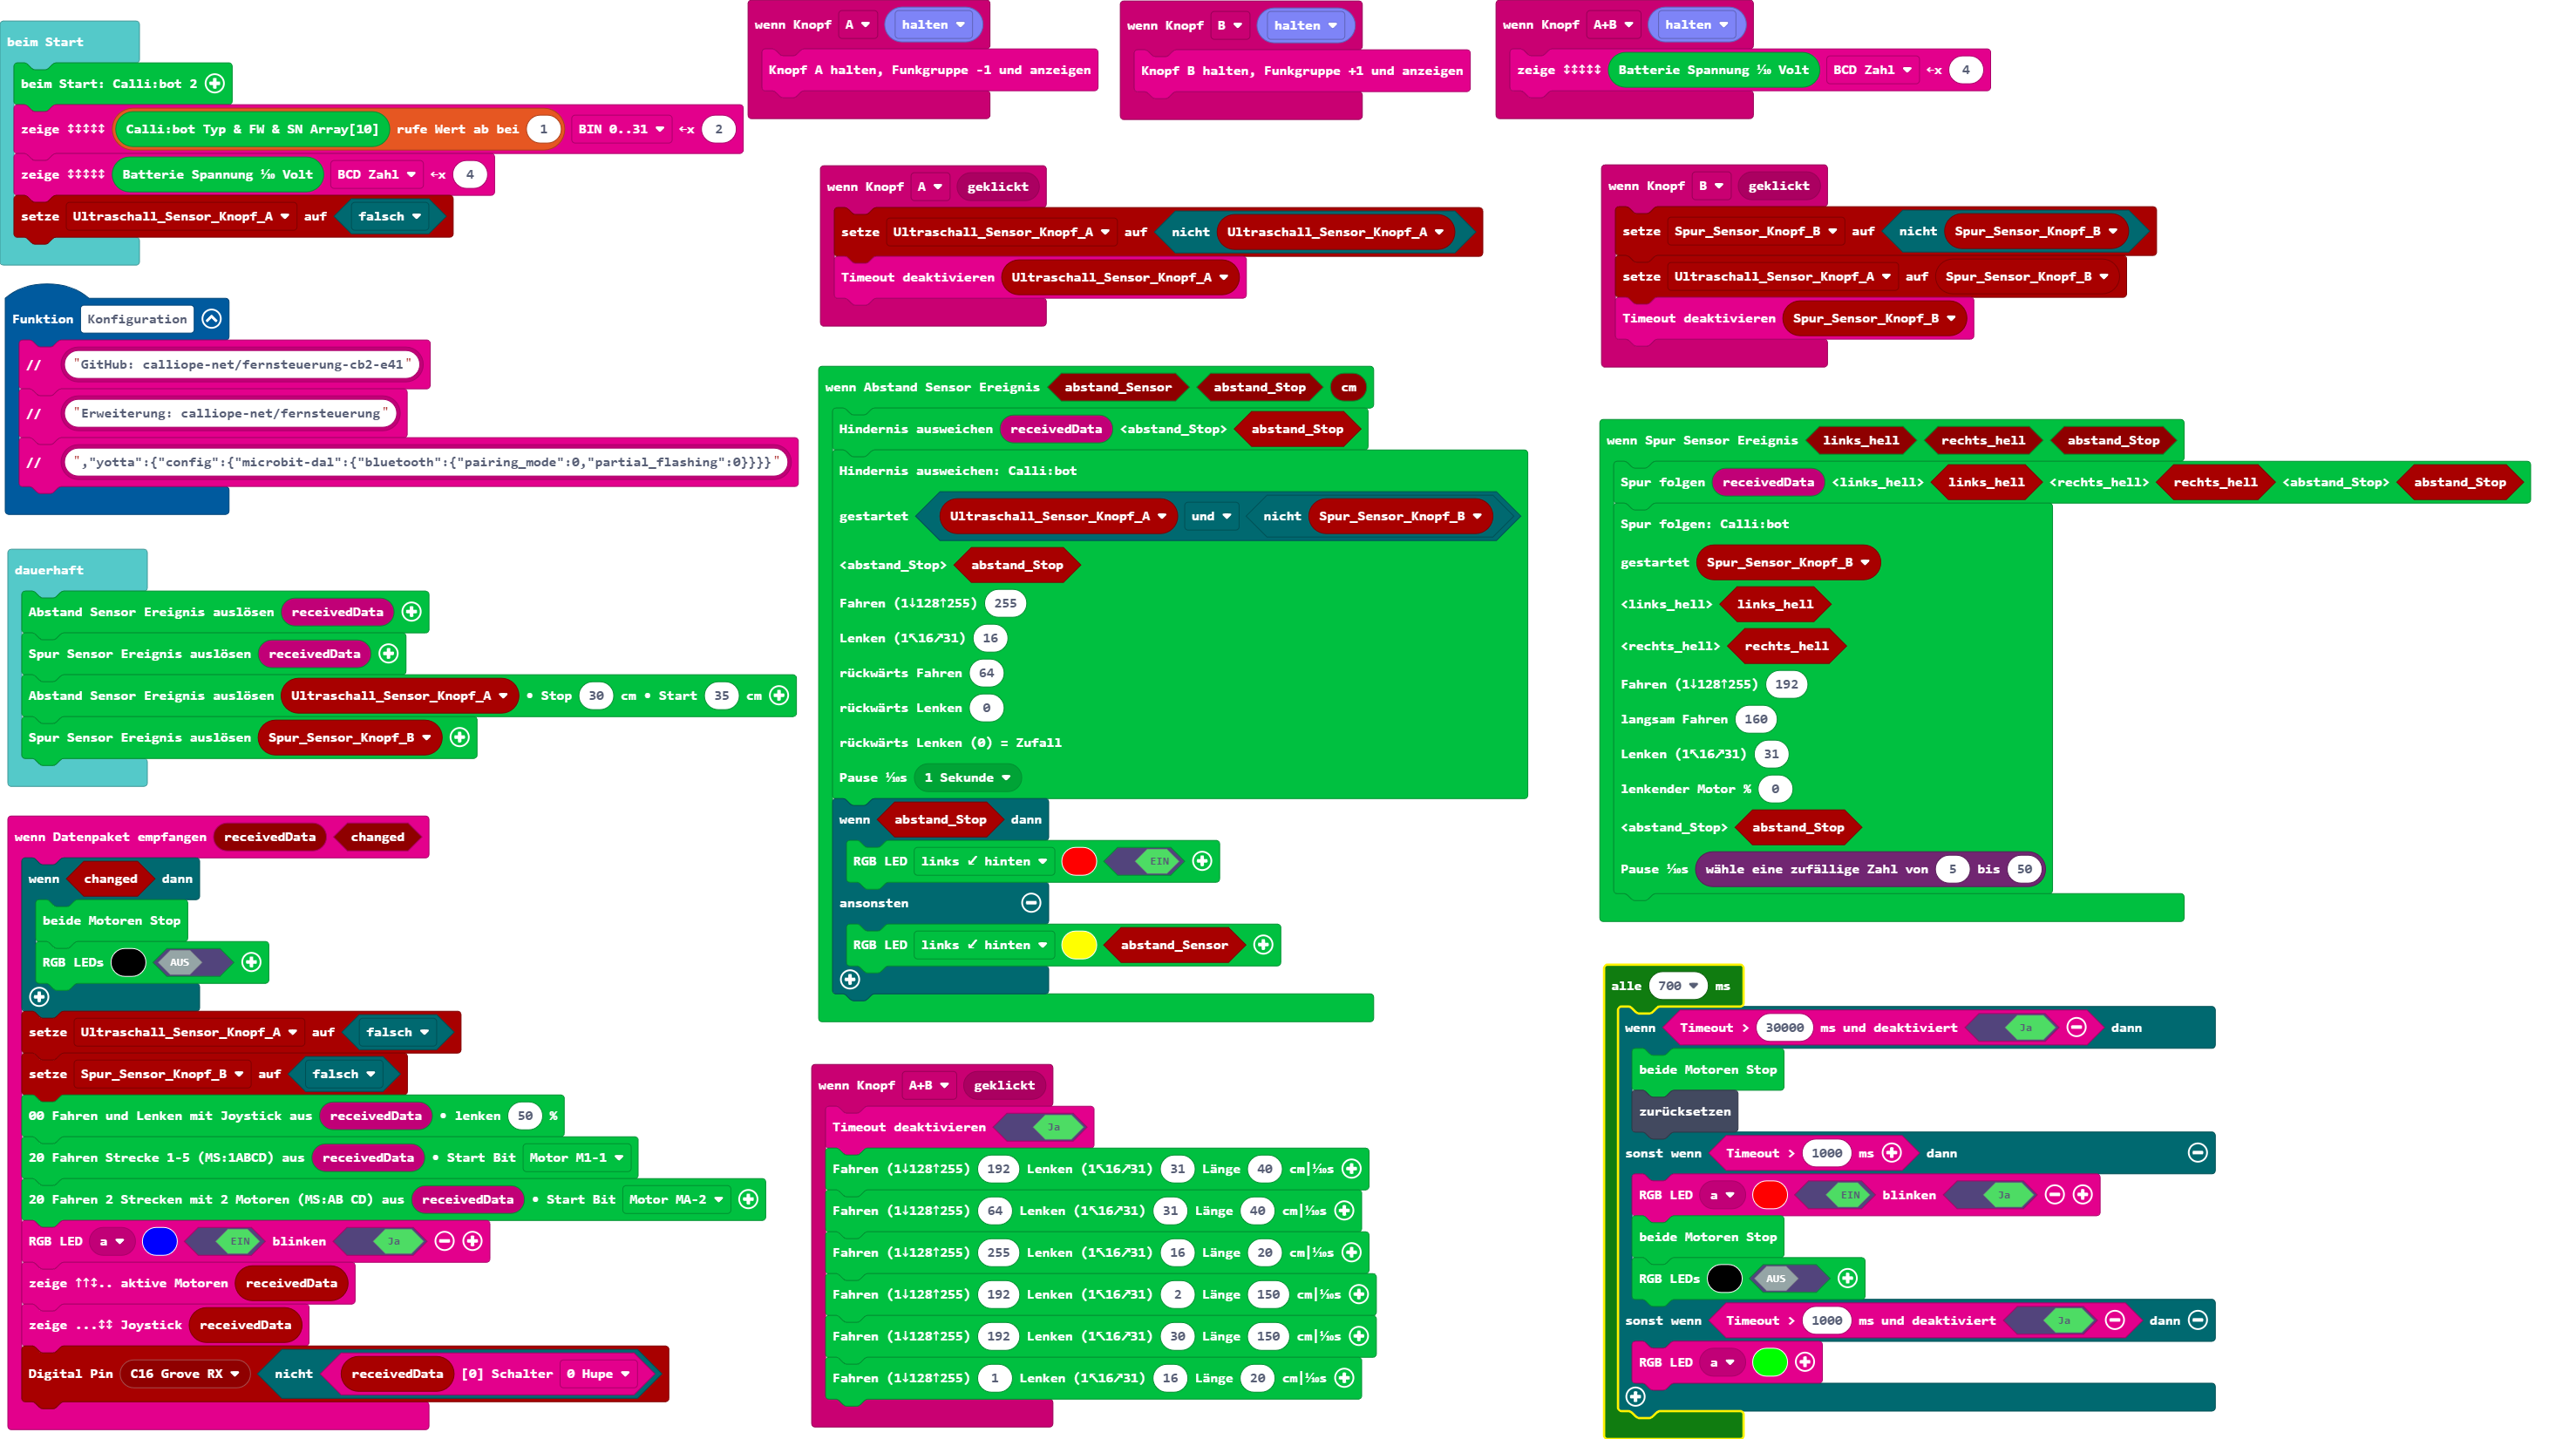 beim Start
beim Start: Calli:bot 2
zeige ↕↕↕↕↕ Calli:bot Typ & FW & SN Array[10] rufe Wert ab bei 1 BIN 0..31 ←x 2
zeige ↕↕↕↕↕ Batterie Spannung ⅒ Volt BCD Zahl ←x 4
setze Ultraschall_Sensor_Knopf_A auf falsch
Funktion Konfiguration
// "GitHub: calliope-net/fernsteuerung-cb2-e41"
// "Erweiterung: calliope-net/fernsteuerung"
// ","yotta":{"config":{"microbit-dal":{"bluetooth":{"pairing_mode":0,"partial_flashing":0}}}}"
dauerhaft
Abstand Sensor Ereignis auslösen receivedData
Spur Sensor Ereignis auslösen receivedData
Abstand Sensor Ereignis auslösen Ultraschall_Sensor_Knopf_A • Stop 30 cm • Start 35 cm
Spur Sensor Ereignis auslösen Spur_Sensor_Knopf_B
wenn Datenpaket empfangen receivedData changed
wenn changed dann
beide Motoren Stop
RGB LEDs AUS
setze Ultraschall_Sensor_Knopf_A auf falsch
setze Spur_Sensor_Knopf_B auf falsch
00 Fahren und Lenken mit Joystick aus receivedData • lenken 50 %
20 Fahren Strecke 1-5 (MS:1ABCD) aus receivedData • Start Bit Motor M1-1
20 Fahren 2 Strecken mit 2 Motoren (MS:AB CD) aus receivedData • Start Bit Motor MA-2
RGB LED a EIN blinken Ja
zeige ↑↑↕.. aktive Motoren receivedData
zeige ...↕↕ Joystick receivedData
Digital Pin C16 Grove RX nicht receivedData [0] Schalter 0 Hupe
wenn Knopf A halten
Knopf A halten, Funkgruppe -1 und anzeigen
wenn Knopf B halten
Knopf B halten, Funkgruppe +1 und anzeigen
wenn Knopf A+B halten
zeige ↕↕↕↕↕ Batterie Spannung ⅒ Volt BCD Zahl ←x 4
wenn Knopf A geklickt
setze Ultraschall_Sensor_Knopf_A auf nicht Ultraschall_Sensor_Knopf_A
Timeout deaktivieren Ultraschall_Sensor_Knopf_A
wenn Knopf B geklickt
setze Spur_Sensor_Knopf_B auf nicht Spur_Sensor_Knopf_B
setze Ultraschall_Sensor_Knopf_A auf Spur_Sensor_Knopf_B
Timeout deaktivieren Spur_Sensor_Knopf_B
wenn Abstand Sensor Ereignis abstand_Sensor abstand_Stop cm
Hindernis ausweichen receivedData <abstand_Stop> abstand_Stop
Hindernis ausweichen: Calli:bot
gestartet Ultraschall_Sensor_Knopf_A und nicht Spur_Sensor_Knopf_B
<abstand_Stop> abstand_Stop
Fahren (1↓128↑255) 255
Lenken (1↖16↗31) 16
rückwärts Fahren 64
rückwärts Lenken 0
rückwärts Lenken (0) = Zufall
Pause ⅒s 1 Sekunde
wenn abstand_Stop dann
RGB LED links ↙ hinten EIN
ansonsten
RGB LED links ↙ hinten abstand_Sensor
wenn Knopf A+B geklickt
Timeout deaktivieren Ja
Fahren (1↓128↑255) 192 Lenken (1↖16↗31) 31 Länge 40 cm|⅒s
Fahren (1↓128↑255) 64 Lenken (1↖16↗31) 31 Länge 40 cm|⅒s
Fahren (1↓128↑255) 255 Lenken (1↖16↗31) 16 Länge 20 cm|⅒s
Fahren (1↓128↑255) 192 Lenken (1↖16↗31) 2 Länge 150 cm|⅒s
Fahren (1↓128↑255) 192 Lenken (1↖16↗31) 30 Länge 150 cm|⅒s
Fahren (1↓128↑255) 1 Lenken (1↖16↗31) 16 Länge 20 cm|⅒s
wenn Spur Sensor Ereignis links_hell rechts_hell abstand_Stop
Spur folgen receivedData <links_hell> links_hell <rechts_hell> rechts_hell <abstand_Stop> abstand_Stop
Spur folgen: Calli:bot
gestartet Spur_Sensor_Knopf_B
<links_hell> links_hell
<rechts_hell> rechts_hell
Fahren (1↓128↑255) 192
langsam Fahren 160
Lenken (1↖16↗31) 31
lenkender Motor % 0
<abstand_Stop> abstand_Stop
Pause ⅒s wähle eine zufällige Zahl von 5 bis 50
alle 700 ms
wenn Timeout > 30000 ms und deaktiviert Ja dann
beide Motoren Stop
zurücksetzen
sonst wenn Timeout > 1000 ms dann
RGB LED a EIN blinken Ja
beide Motoren Stop
RGB LEDs AUS
sonst wenn Timeout > 1000 ms und deaktiviert Ja dann
RGB LED a